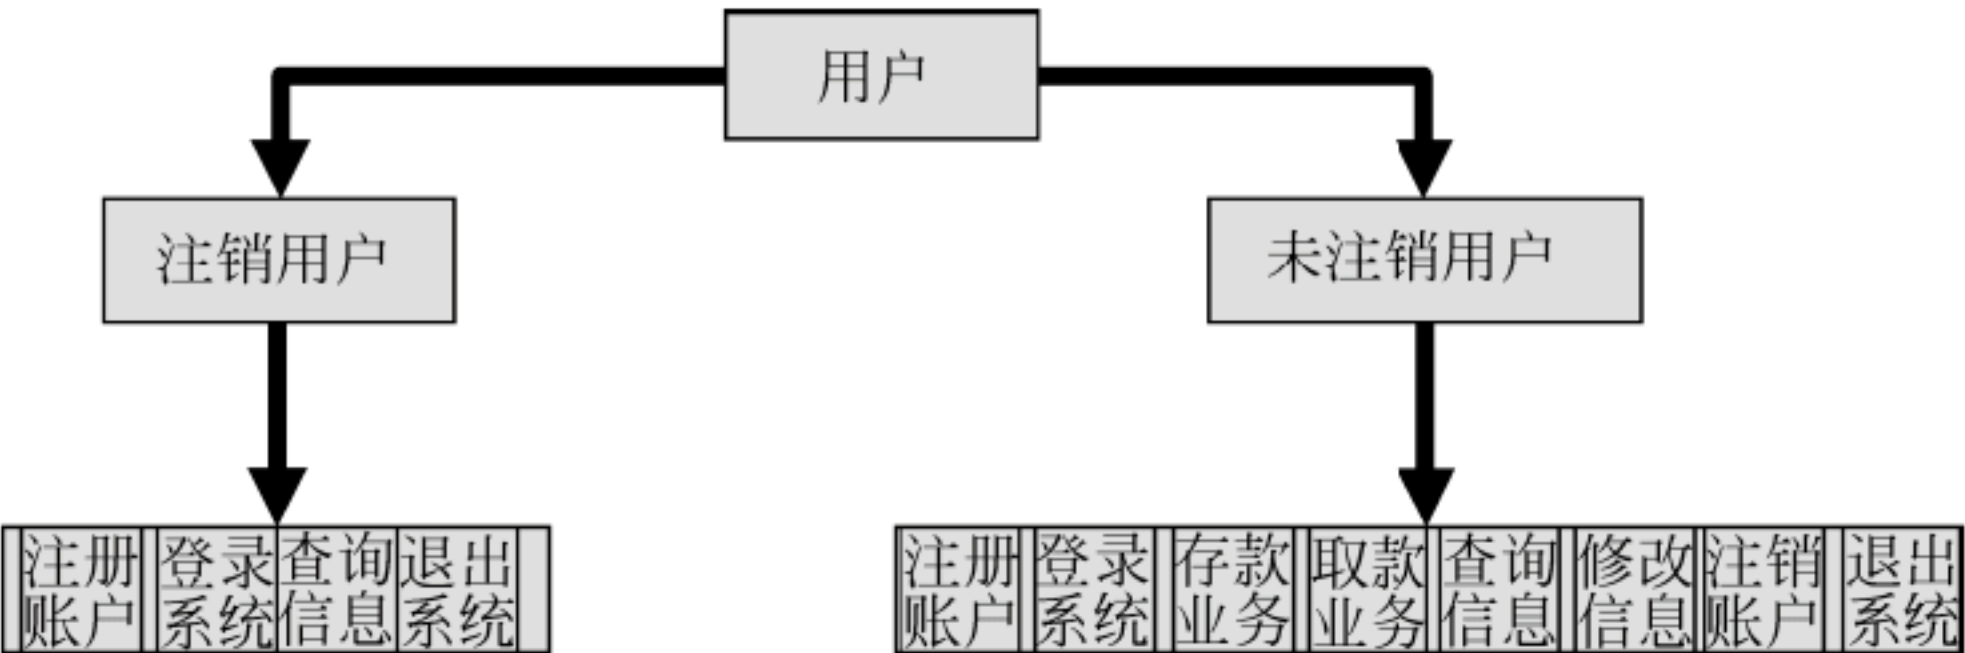 用户
注销用户
未注销用户
注册
账户
登录
系统
查询
信息
退出
系统
注册
账户
登录
系统
存款
业务
取款
业务
查询
信息
修改
信息
注销
账户
退出
系统